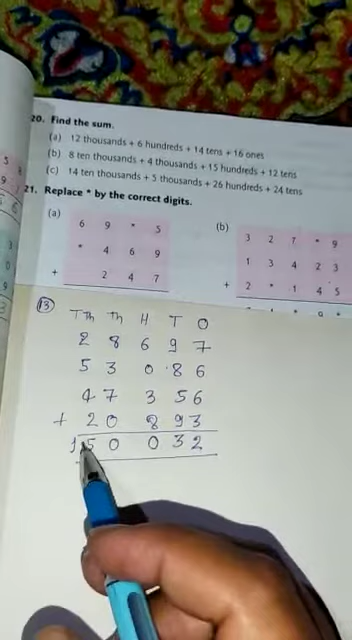 20. Find the sum.
(a) 12 thousands + 6 hundreds + 14 tens + 16 ones
(b) 8 ten thousands + 4 thousands + 15 hundreds + 12 tens
(c) 14 ten thousands + 5 thousands + 26 hundreds + 24 tens
21. Replace * by the correct digits.
(a)
6 9 * 5
* 4 6 9
+ 2 4 7
(b)
3 2 7 * 9
1 3 4 2 3
+ 2 * 1 4 5
13
T Th Th H T O
2 8 6 9 7
5 3 0 8 6
4 7 3 5 6
+ 2 0 8 9 3
1 5 0 0 3 2